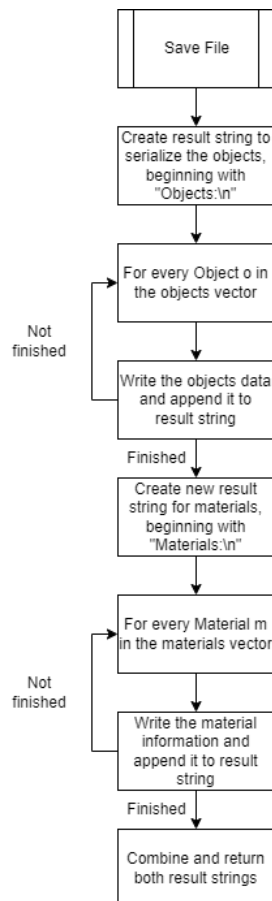 Save File
Create result string to
serialize the objects,
beginning with
"Objects:\n"
For every Object o in
the objects vector
Not
finished
Write the objects data
and append it to
result string
Finished
Create new result
string for materials,
beginning with
"Materials:\n"
For every Material m
in the materials vector
Not
finished
Write the material
information and
append it to result
string
Finished
Combine and return
both result strings